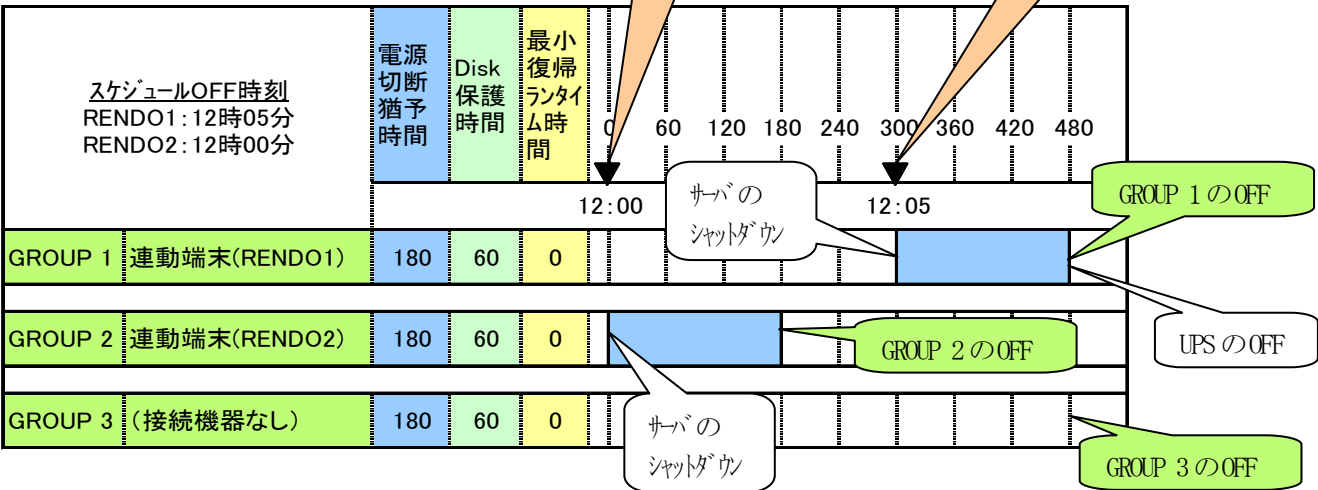 スケジュールOFF時刻
RENDO1：12時05分
RENDO2：12時00分
電源
切断
猶予
時間
Disk
保護
時間
最小
復帰
ランタイ
ム時
間
0 60 120 180 240 300 360 420 480
12:00
12:05
サーバの
シャットダウン
GROUP 1のOFF
GROUP 1 連動端末(RENDO1) 180 60 0
UPSのOFF
GROUP 2 連動端末(RENDO2) 180 60 0
GROUP 2のOFF
GROUP 3 (接続機器なし) 180 60 0
サーバの
シャットダウン
GROUP 3のOFF